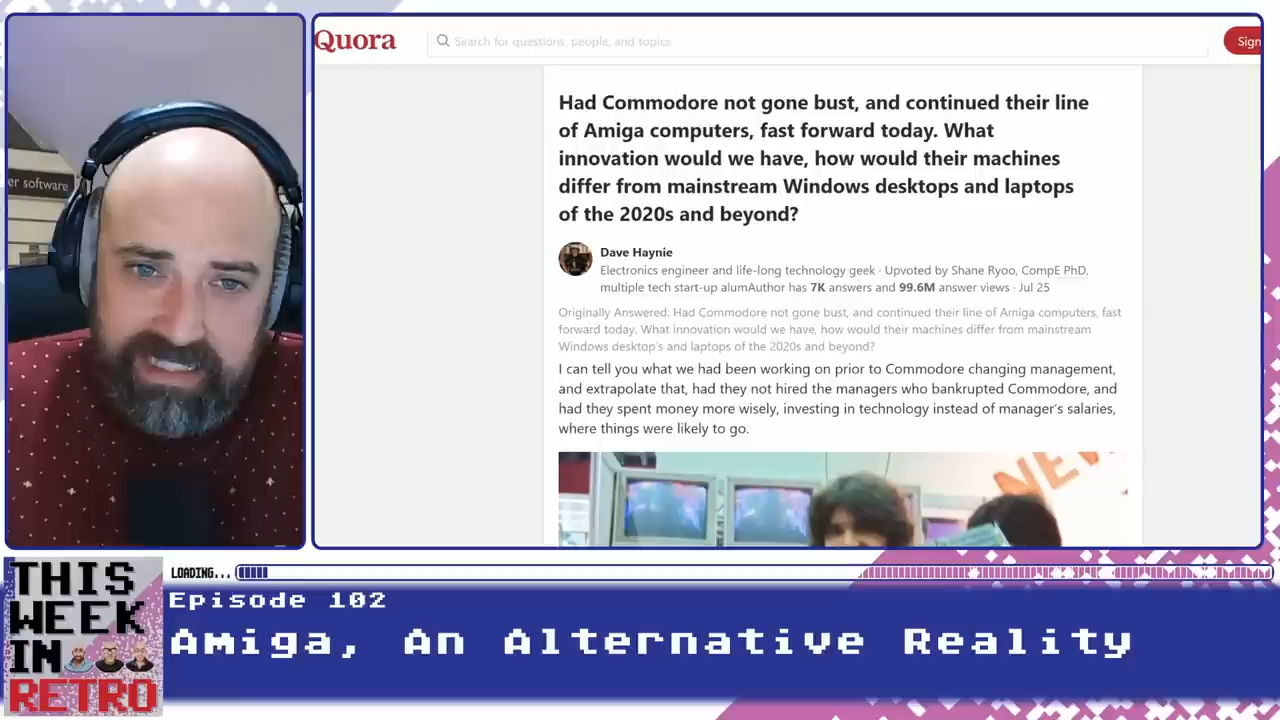 er software
Quora
Search for questions, people, and topics
Sign
Had Commodore not gone bust, and continued their line
of Amiga computers, fast forward today. What
innovation would we have, how would their machines
differ from mainstream Windows desktops and laptops
of the 2020s and beyond?
Dave Haynie
Electronics engineer and life-long technology geek · Upvoted by Shane Ryoo, CompE PhD,
multiple tech start-up alumAuthor has 7K answers and 99.6M answer views · Jul 25
Originally Answered: Had Commodore not gone bust, and continued their line of Amiga computers, fast
forward today. What innovation would we have, how would their machines differ from mainstream
Windows desktop's and laptops of the 2020s and beyond?
I can tell you what we had been working on prior to Commodore changing management,
and extrapolate that, had they not hired the managers who bankrupted Commodore, and
had they spent money more wisely, investing in technology instead of manager's salaries,
where things were likely to go.
NEW
LOADING...
Episode 102
Amiga, An Alternative Reality
THIS
WEEK
IN
RETRO